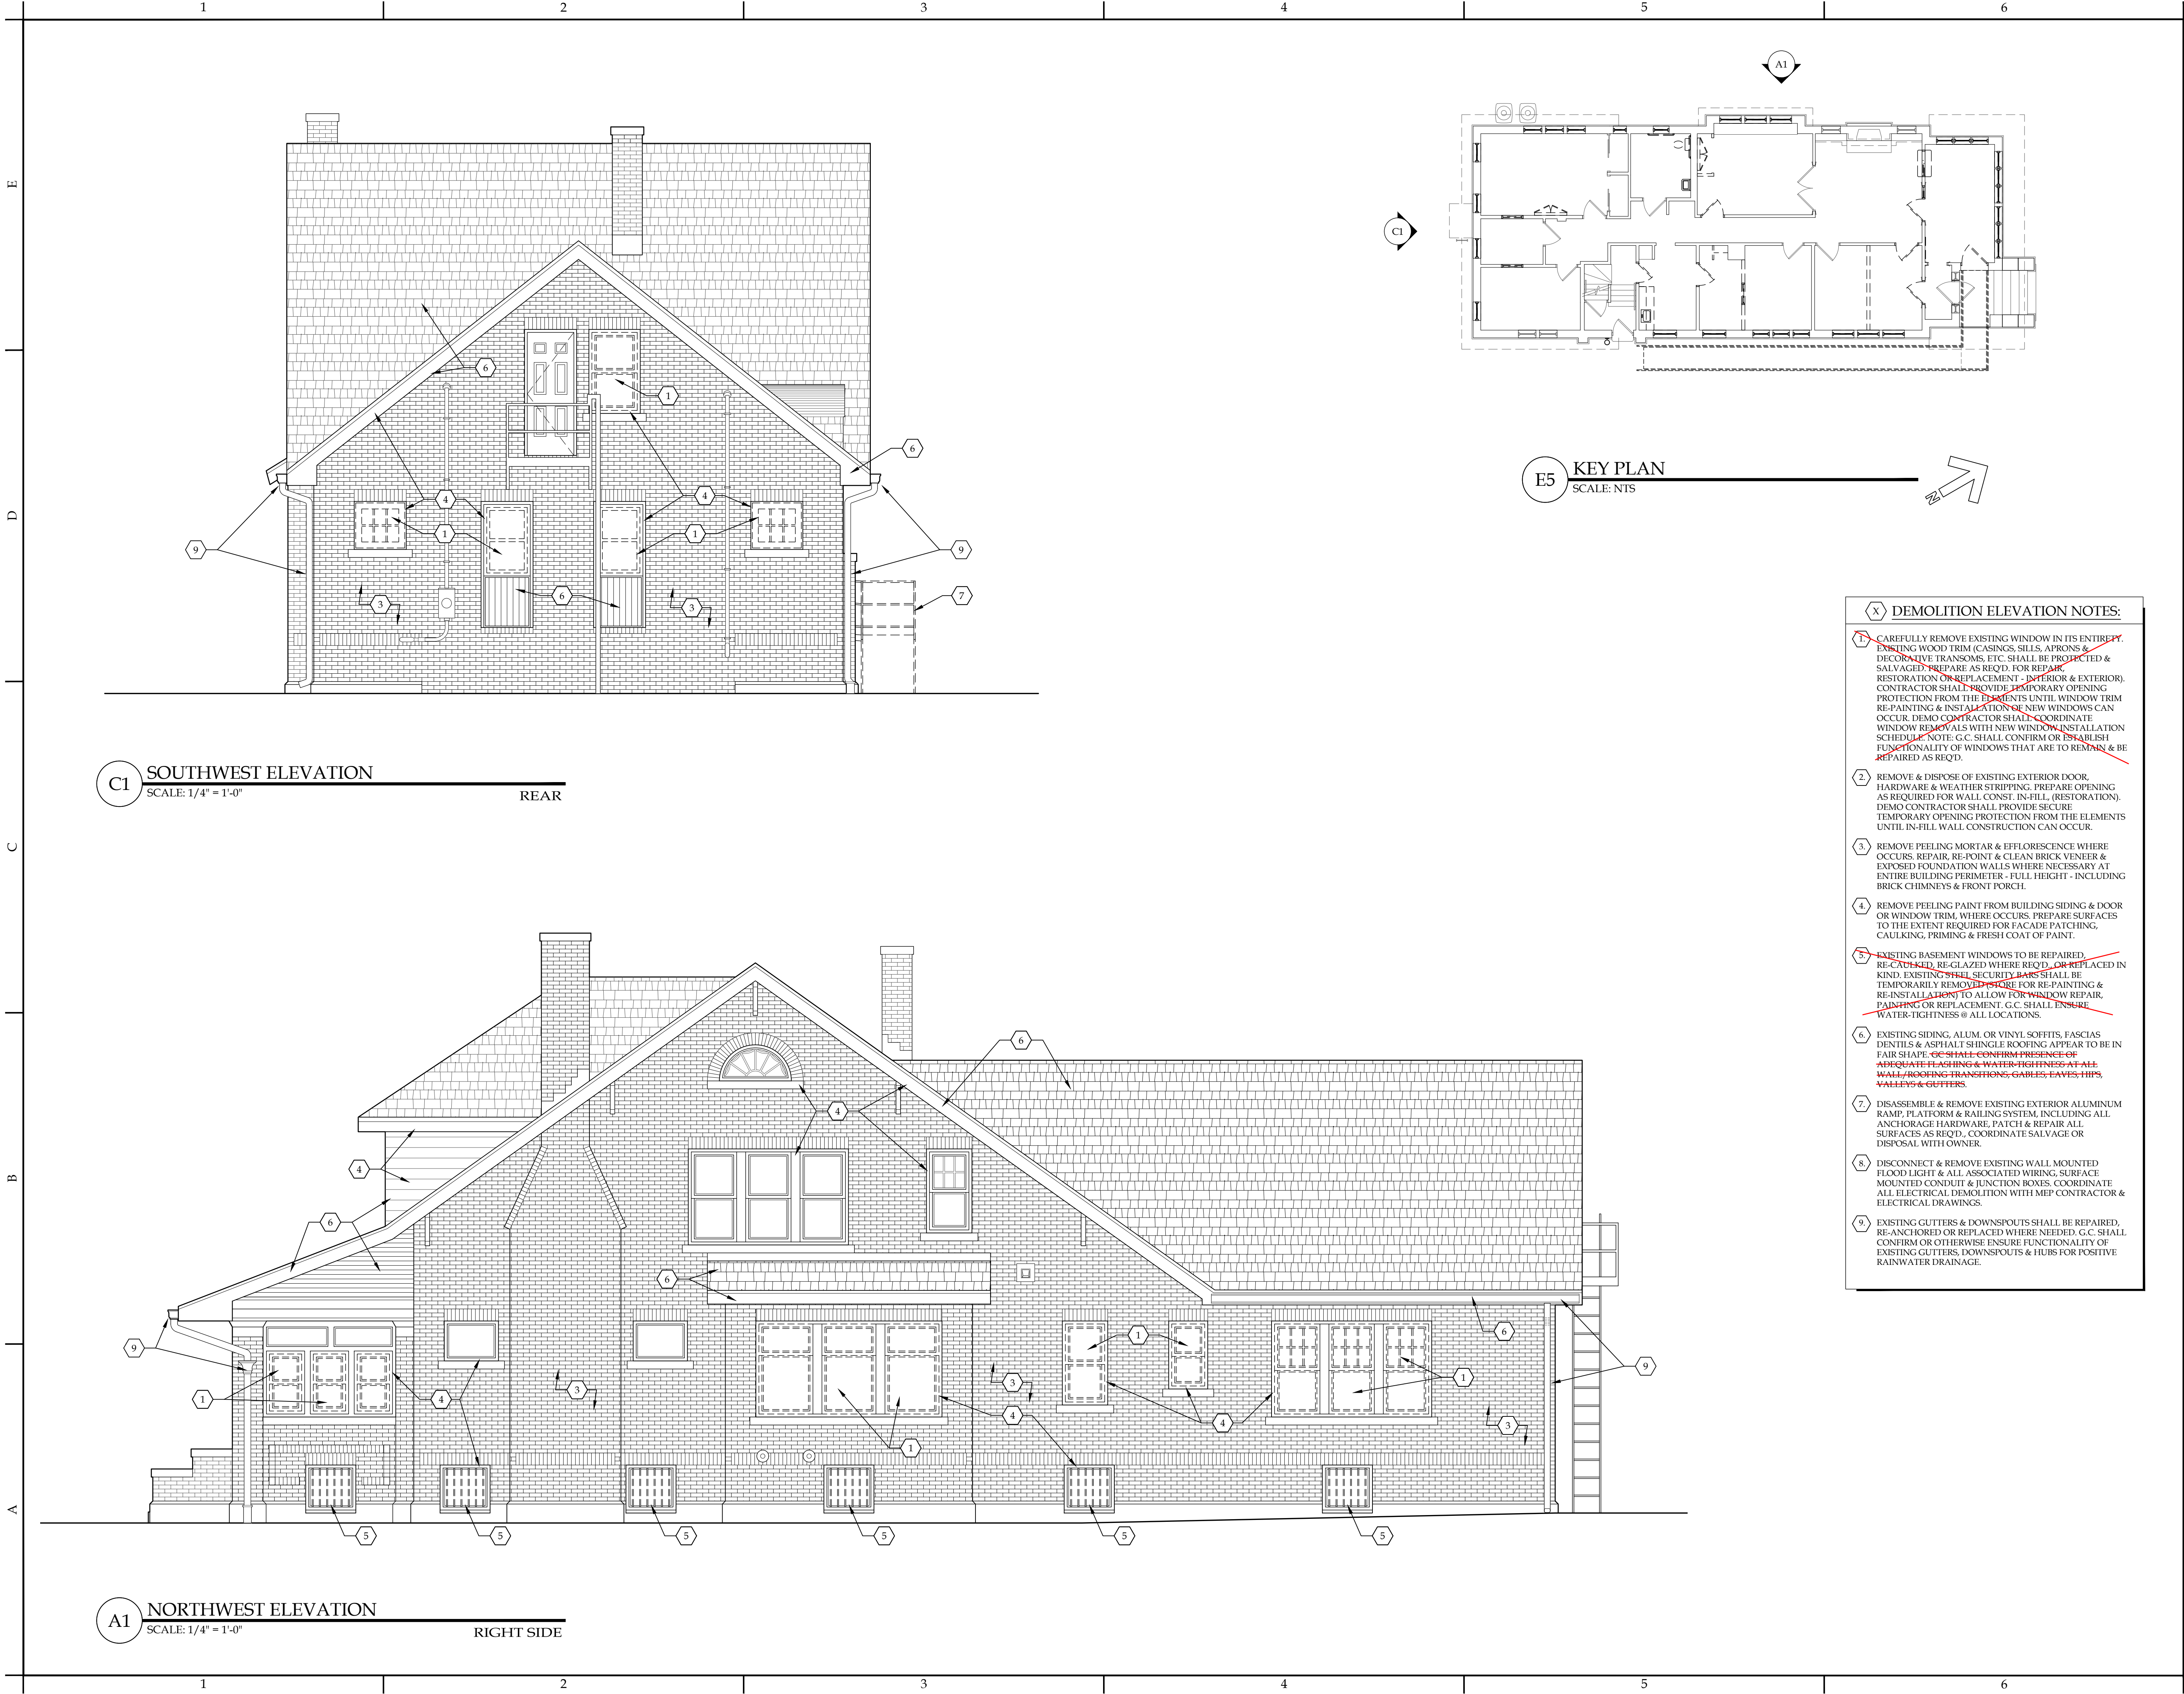 1 2 3 4 5 6
E
D
C
B
A
A1
C1
E5 KEY PLAN
SCALE: NTS
N
6
1
6
4
4
1
1
9
9
3
6
3
7
C1 SOUTHWEST ELEVATION
SCALE: 1/4" = 1'-0"
REAR
X DEMOLITION ELEVATION NOTES:
1. CAREFULLY REMOVE EXISTING WINDOW IN ITS ENTIRETY.
EXISTING WOOD TRIM (CASINGS, SILLS, APRONS &
DECORATIVE TRANSOMS, ETC. SHALL BE PROTECTED &
SALVAGED. PREPARE AS REQ'D. FOR REPAIR,
RESTORATION OR REPLACEMENT - INTERIOR & EXTERIOR).
CONTRACTOR SHALL PROVIDE TEMPORARY OPENING
PROTECTION FROM THE ELEMENTS UNTIL WINDOW TRIM
RE-PAINTING & INSTALLATION OF NEW WINDOWS CAN
OCCUR. DEMO CONTRACTOR SHALL COORDINATE
WINDOW REMOVALS WITH NEW WINDOW INSTALLATION
SCHEDULE. NOTE: G.C. SHALL CONFIRM OR ESTABLISH
FUNCTIONALITY OF WINDOWS THAT ARE TO REMAIN & BE
REPAIRED AS REQ'D.
2. REMOVE & DISPOSE OF EXISTING EXTERIOR DOOR,
HARDWARE & WEATHER STRIPPING. PREPARE OPENING
AS REQUIRED FOR WALL CONST. IN-FILL, (RESTORATION).
DEMO CONTRACTOR SHALL PROVIDE SECURE
TEMPORARY OPENING PROTECTION FROM THE ELEMENTS
UNTIL IN-FILL WALL CONSTRUCTION CAN OCCUR.
3. REMOVE PEELING MORTAR & EFFLORESCENCE WHERE
OCCURS. REPAIR, RE-POINT & CLEAN BRICK VENEER &
EXPOSED FOUNDATION WALLS WHERE NECESSARY AT
ENTIRE BUILDING PERIMETER - FULL HEIGHT - INCLUDING
BRICK CHIMNEYS & FRONT PORCH.
4. REMOVE PEELING PAINT FROM BUILDING SIDING & DOOR
OR WINDOW TRIM, WHERE OCCURS. PREPARE SURFACES
TO THE EXTENT REQUIRED FOR FACADE PATCHING,
CAULKING, PRIMING & FRESH COAT OF PAINT.
5. EXISTING BASEMENT WINDOWS TO BE REPAIRED,
RE-CAULKED, RE-GLAZED WHERE REQ'D., OR REPLACED IN
KIND. EXISTING STEEL SECURITY BARS SHALL BE
TEMPORARILY REMOVED (STORE FOR RE-PAINTING &
RE-INSTALLATION) TO ALLOW FOR WINDOW REPAIR,
PAINTING OR REPLACEMENT. G.C. SHALL ENSURE
WATER-TIGHTNESS @ ALL LOCATIONS.
6. EXISTING SIDING, ALUM. OR VINYL SOFFITS, FASCIAS
DENTILS & ASPHALT SHINGLE ROOFING APPEAR TO BE IN
FAIR SHAPE. GC SHALL CONFIRM PRESENCE OF
ADEQUATE FLASHING & WATER-TIGHTNESS AT ALL
WALL/ROOFING TRANSITIONS, GABLES, EAVES, HIPS,
VALLEYS & GUTTERS.
7. DISASSEMBLE & REMOVE EXISTING EXTERIOR ALUMINUM
RAMP, PLATFORM & RAILING SYSTEM, INCLUDING ALL
ANCHORAGE HARDWARE, PATCH & REPAIR ALL
SURFACES AS REQ'D., COORDINATE SALVAGE OR
DISPOSAL WITH OWNER.
8. DISCONNECT & REMOVE EXISTING WALL MOUNTED
FLOOD LIGHT & ALL ASSOCIATED WIRING, SURFACE
MOUNTED CONDUIT & JUNCTION BOXES. COORDINATE
ALL ELECTRICAL DEMOLITION WITH MEP CONTRACTOR &
ELECTRICAL DRAWINGS.
9. EXISTING GUTTERS & DOWNSPOUTS SHALL BE REPAIRED,
RE-ANCHORED OR REPLACED WHERE NEEDED. G.C. SHALL
CONFIRM OR OTHERWISE ENSURE FUNCTIONALITY OF
EXISTING GUTTERS, DOWNSPOUTS & HUBS FOR POSITIVE
RAINWATER DRAINAGE.
6
4
4
6
6
9
1
6
1
9
3
3
1
4
4
4
3
1
5 5 5 5 5 5
A1 NORTHWEST ELEVATION
SCALE: 1/4" = 1'-0"
RIGHT SIDE
1 2 3 4 5 6